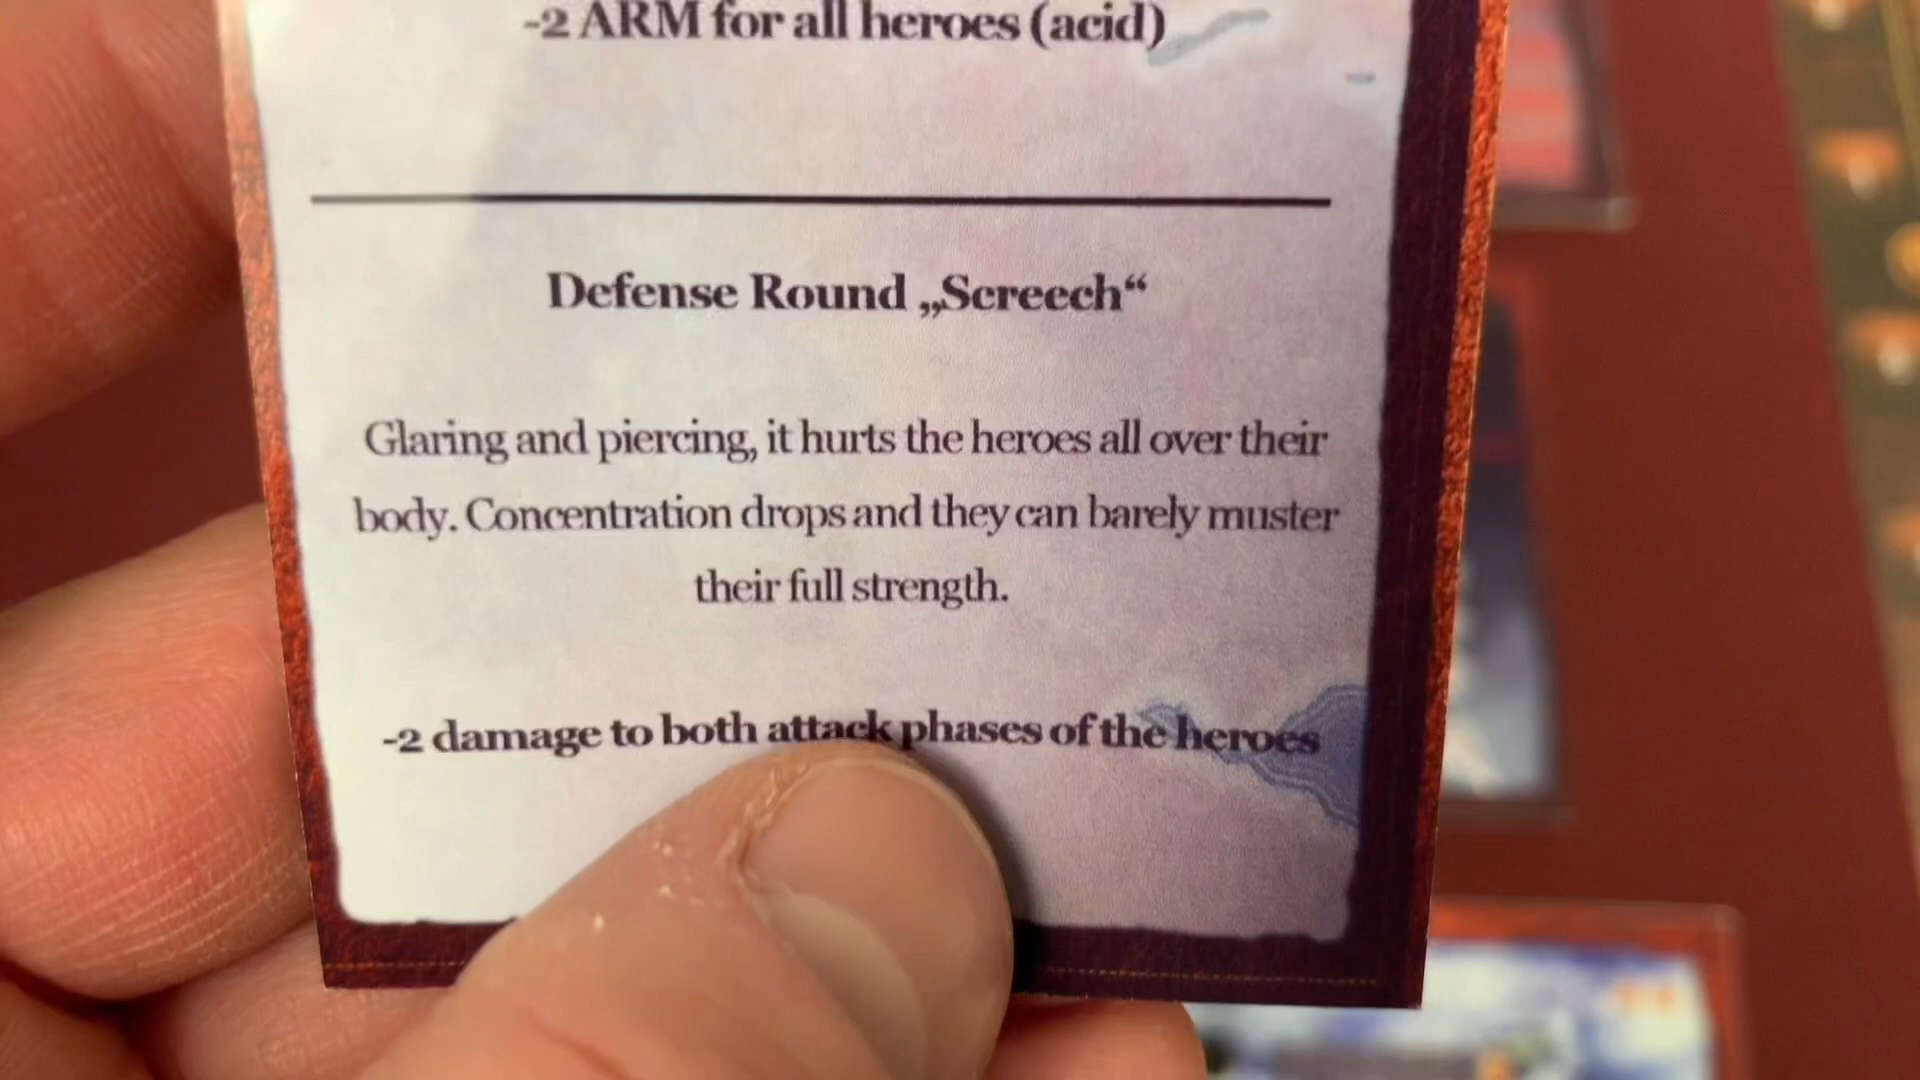 -2 ARM for all heroes (acid)
Defense Round „Screech“
Glaring and piercing, it hurts the heroes all over their
body. Concentration drops and they can barely muster
their full strength.
-2 damage to both attack phases of the heroes